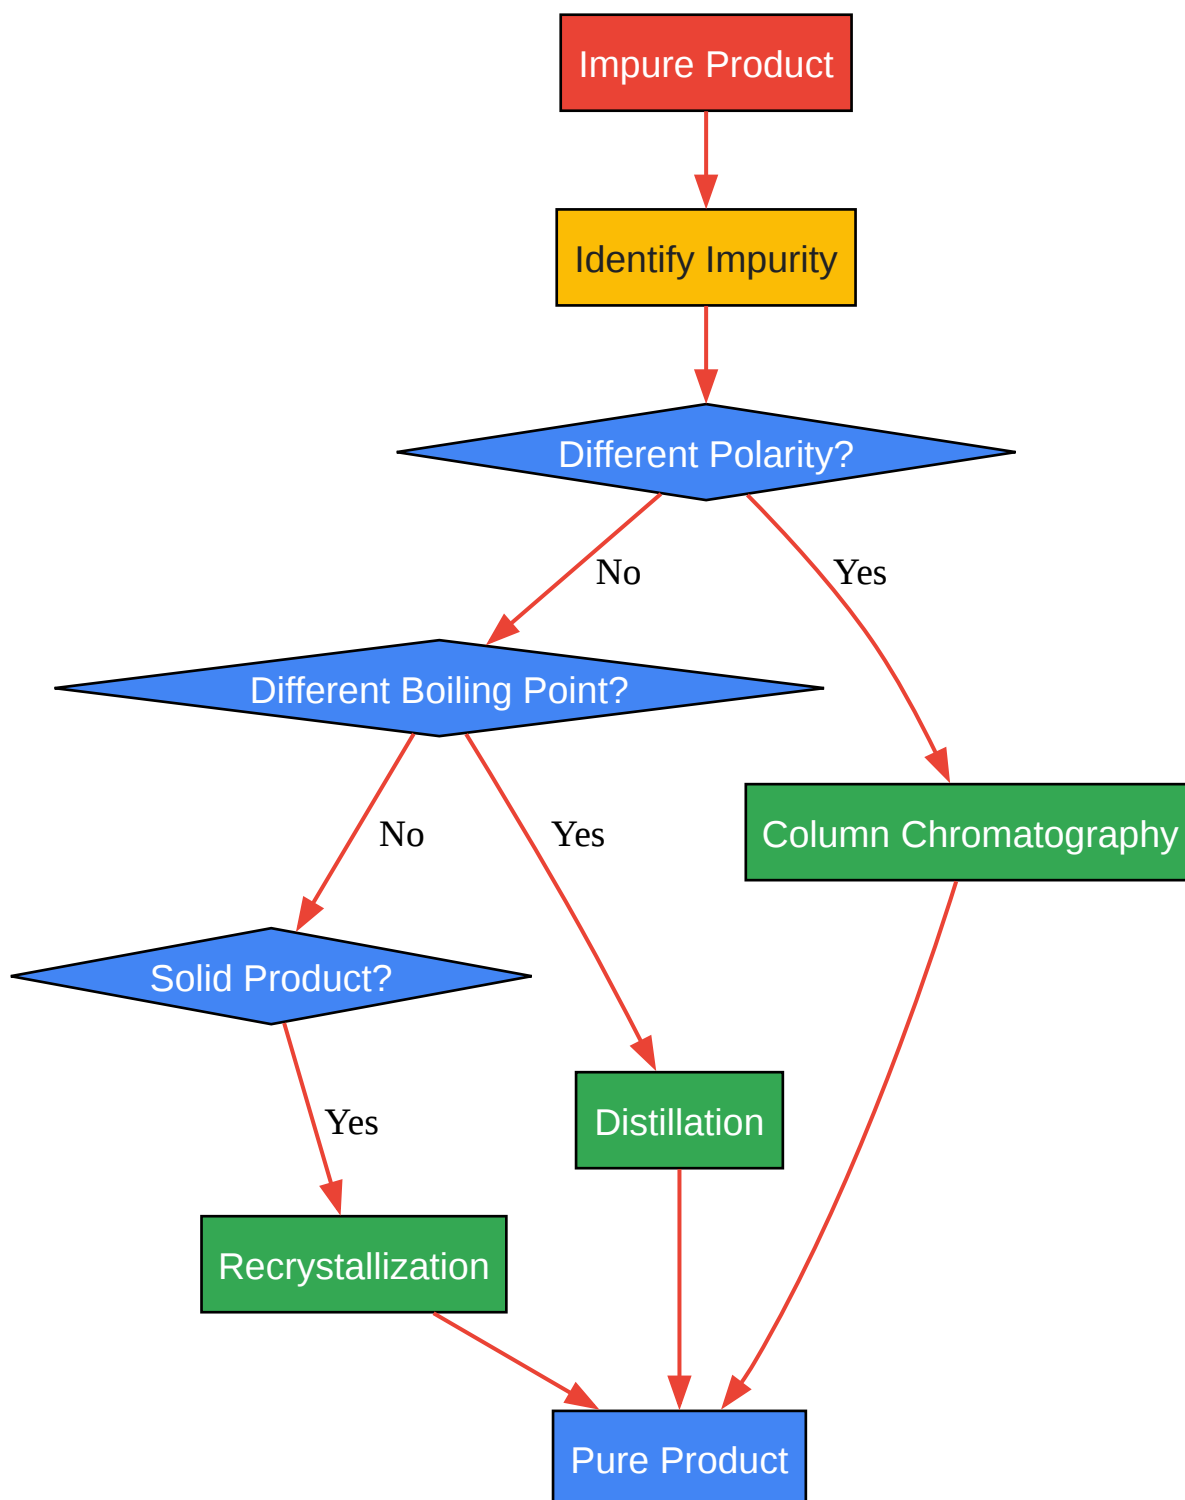 Impure Product
Identify Impurity
Different Polarity?
No
Yes
Different Boiling Point?
No
Yes
Column Chromatography
Solid Product?
Yes
Distillation
Recrystallization
Pure Product